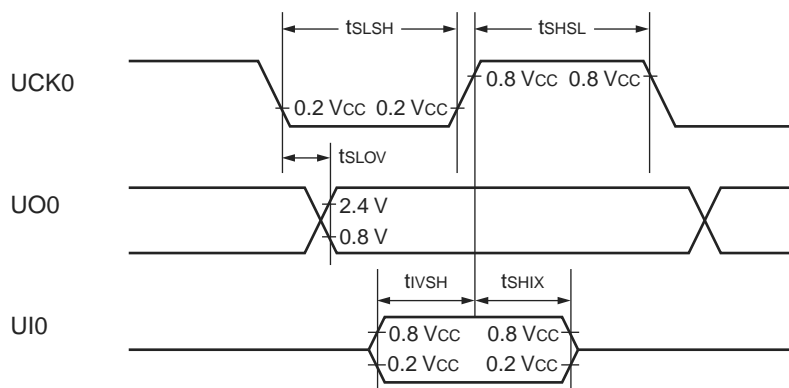 tSLSH tSHSL
UCK0
0.8 VCC 0.8 VCC
0.2 VCC 0.2 VCC
tSLOV
UO0
2.4 V
0.8 V
tIVSH tSHIX
UI0
0.8 VCC 0.8 VCC
0.2 VCC 0.2 VCC